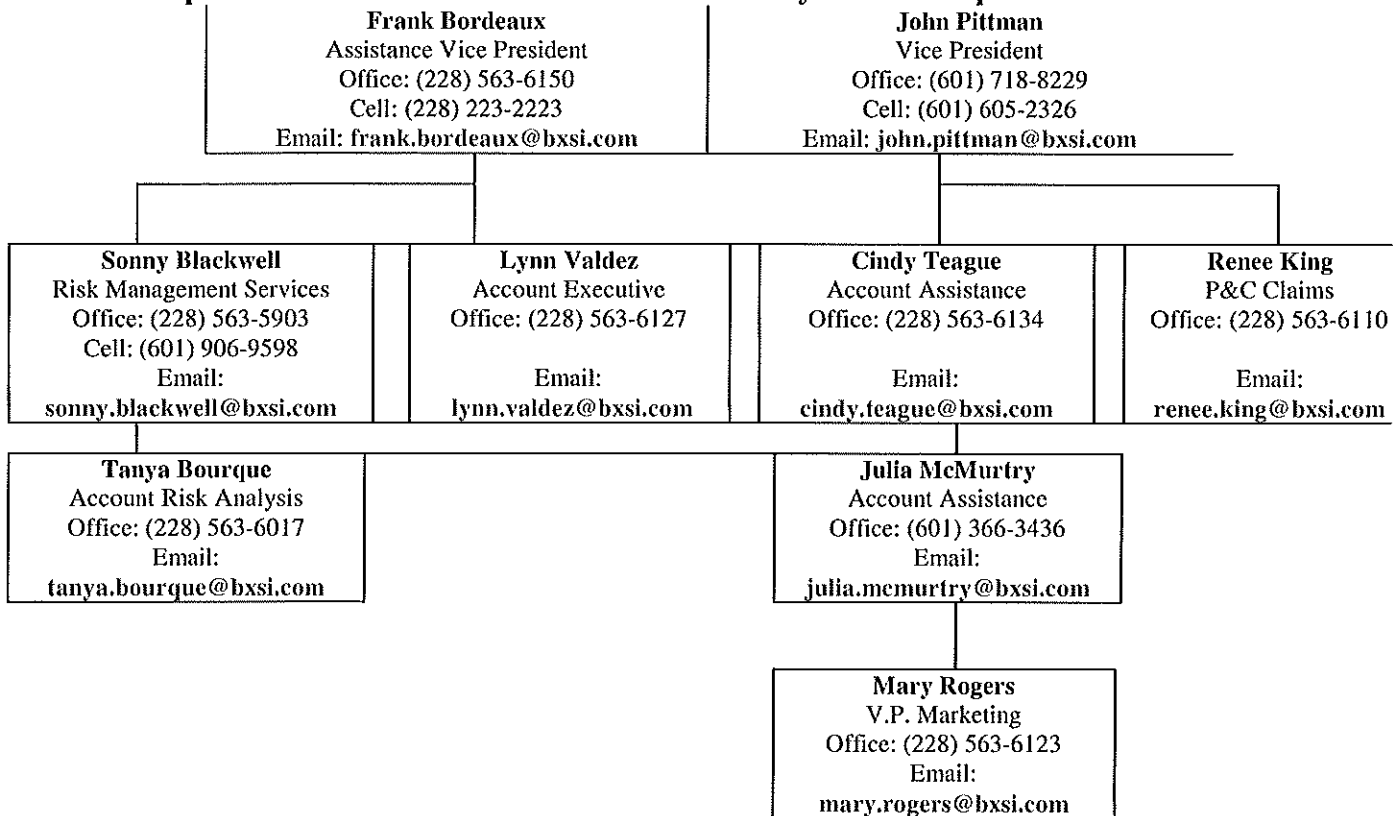 Frank Bordeaux
Assistance Vice President
Office: (228) 563-6150
Cell: (228) 223-2223
Email: frank.bordeaux@bxsi.com
John Pittman
Vice President
Office: (601) 718-8229
Cell: (601) 605-2326
Email: john.pittman@bxsi.com
Sonny Blackwell
Risk Management Services
Office: (228) 563-5903
Cell: (601) 906-9598
Email:
sonny.blackwell@bxsi.com
Lynn Valdez
Account Executive
Office: (228) 563-6127
Email:
lynn.valdez@bxsi.com
Cindy Teague
Account Assistance
Office: (228) 563-6134
Email:
cindy.teague@bxsi.com
Renee King
P&C Claims
Office: (228) 563-6110
Email:
renee.king@bxsi.com
Tanya Bourque
Account Risk Analysis
Office: (228) 563-6017
Email:
tanya.bourque@bxsi.com
Julia McMurtry
Account Assistance
Office: (601) 366-3436
Email:
julia.mcmurtry@bxsi.com
Mary Rogers
V.P. Marketing
Office: (228) 563-6123
Email:
mary.rogers@bxsi.com